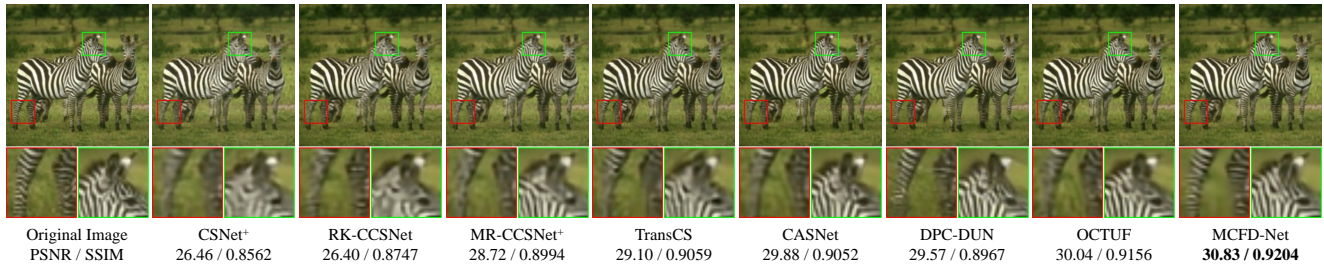 Original Image CSNet+ RK-CCSNet MR-CCSNet+ TransCS CASNet DPC-DUN OCTUF MCFD-Net
PSNR / SSIM 26.46 / 0.8562 26.40 / 0.8747 28.72 / 0.8994 29.10 / 0.9059 29.88 / 0.9052 29.57 / 0.8967 30.04 / 0.9156 30.83 / 0.9204